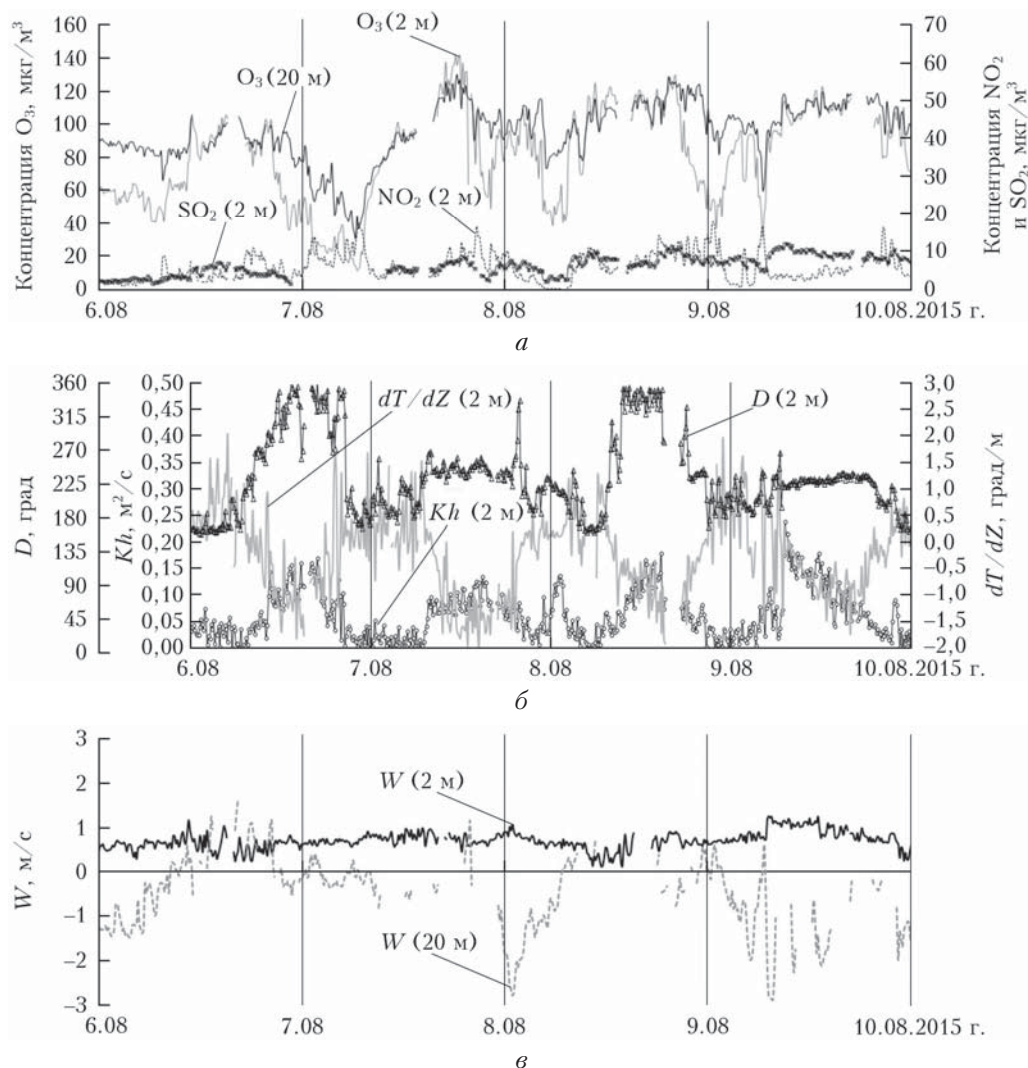 Концентрация O₃, мкг/м³
160
140
120
100
80
60
40
20
0
O₃ (2 м)
O₃ (20 м)
NO₂ (2 м)
SO₂ (2 м)
70
60
50
40
30
20
10
0
Концентрация NO₂
и SO₂, мкг/м³
6.08 7.08 8.08 9.08 10.08.2015 г.
а
D, град
360
315
270
225
180
135
90
45
0
Kh, м²/с
0,50
0,45
0,40
0,35
0,30
0,25
0,20
0,15
0,10
0,05
0,00
dT/dZ (2 м)
D (2 м)
Kh (2 м)
3,0
2,5
2,0
1,5
1,0
0,5
0,0
–0,5
–1,0
–1,5
–2,0
dT/dZ, град/м
6.08 7.08 8.08 9.08 10.08.2015 г.
б
W, м/с
3
2
1
0
–1
–2
–3
W (2 м)
W (20 м)
6.08 7.08 8.08 9.08 10.08.2015 г.
в